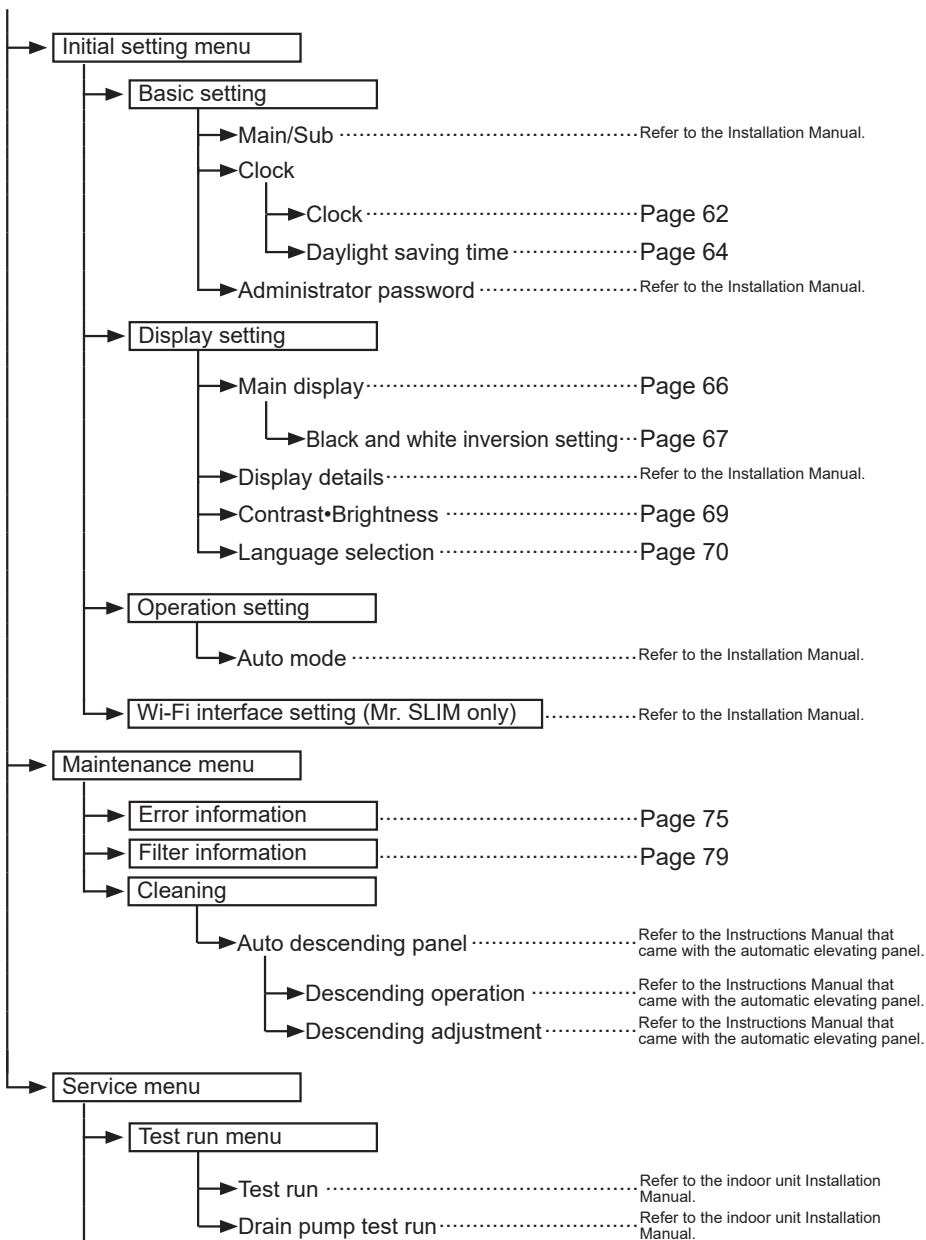 Initial setting menu
Basic setting
Main/Sub Refer to the Installation Manual.
Clock
Clock Page 62
Daylight saving time Page 64
Administrator password Refer to the Installation Manual.
Display setting
Main display Page 66
Black and white inversion setting Page 67
Display details Refer to the Installation Manual.
Contrast•Brightness Page 69
Language selection Page 70
Operation setting
Auto mode Refer to the Installation Manual.
Wi-Fi interface setting (Mr. SLIM only) Refer to the Installation Manual.
Maintenance menu
Error information Page 75
Filter information Page 79
Cleaning
Auto descending panel Refer to the Instructions Manual that
came with the automatic elevating panel.
Descending operation Refer to the Instructions Manual that
came with the automatic elevating panel.
Descending adjustment Refer to the Instructions Manual that
came with the automatic elevating panel.
Service menu
Test run menu
Test run Refer to the indoor unit Installation
Manual.
Drain pump test run Refer to the indoor unit Installation
Manual.